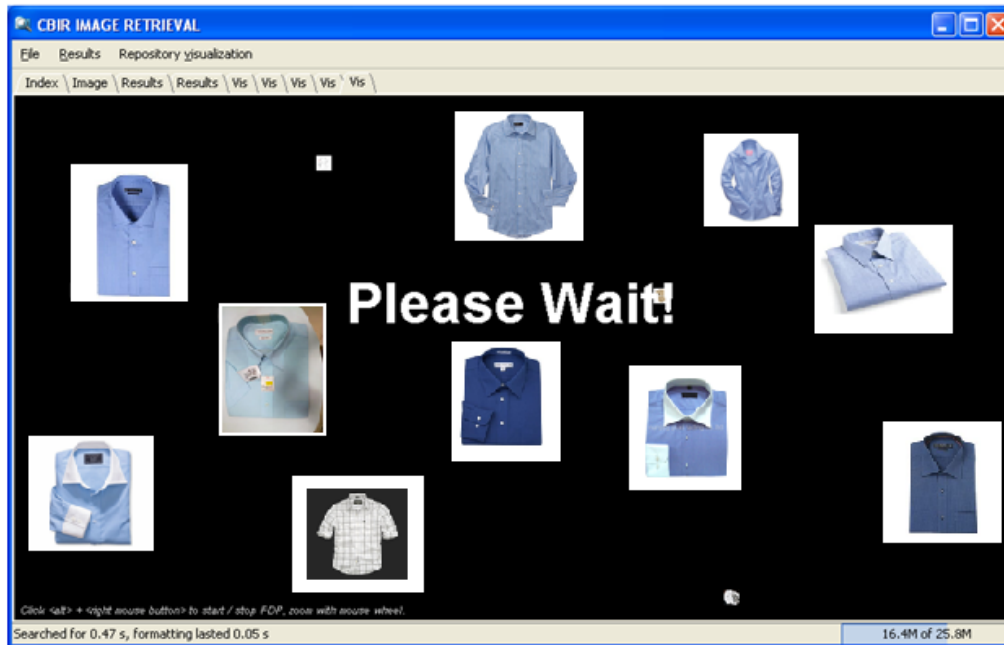 CBIR IMAGE RETRIEVAL
File Results Repository visualization
Index Image Results Results Vis Vis Vis Vis Vis
Please Wait!
Click <alt> + <right mouse button> to start / stop FDP, zoom with mouse wheel.
Searched for 0.47 s, formatting lasted 0.05 s
16.4M of 25.8M